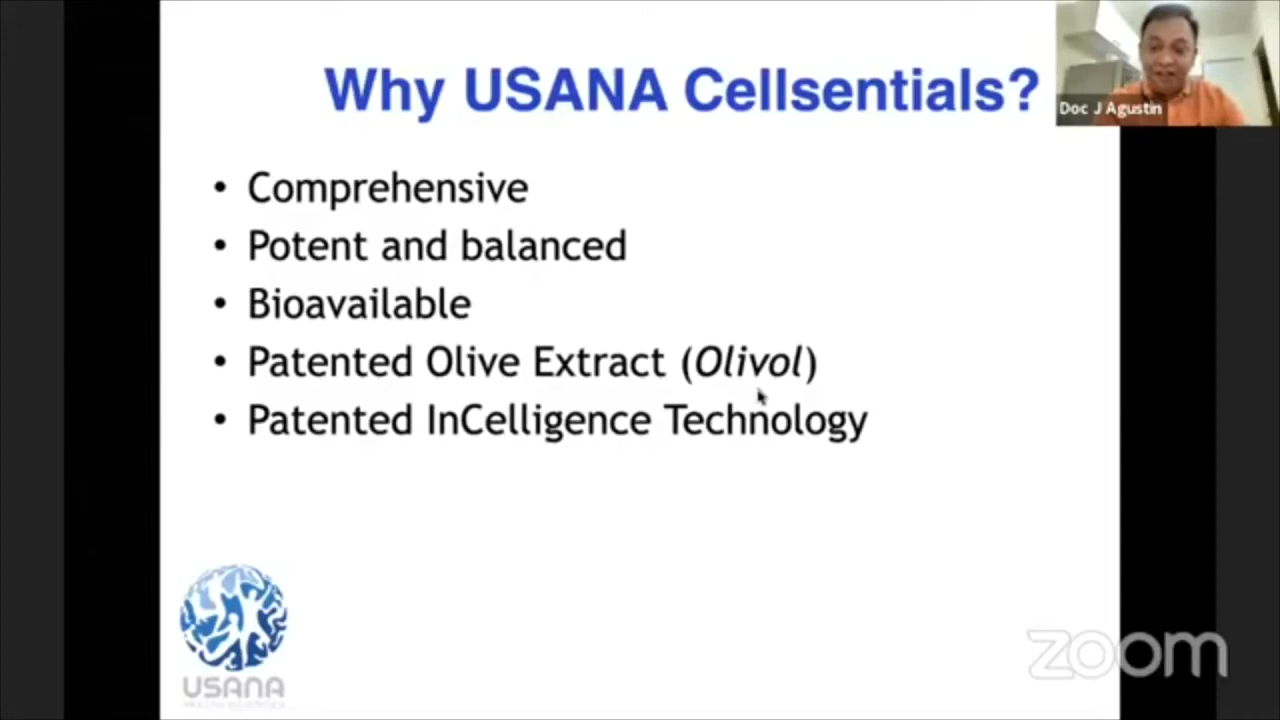 Why USANA Cellsentials?
Doc J Agustin
• Comprehensive
• Potent and balanced
• Bioavailable
• Patented Olive Extract (Olivol)
• Patented InCelligence Technology
USANA
HEALTH SCIENCES
zoom